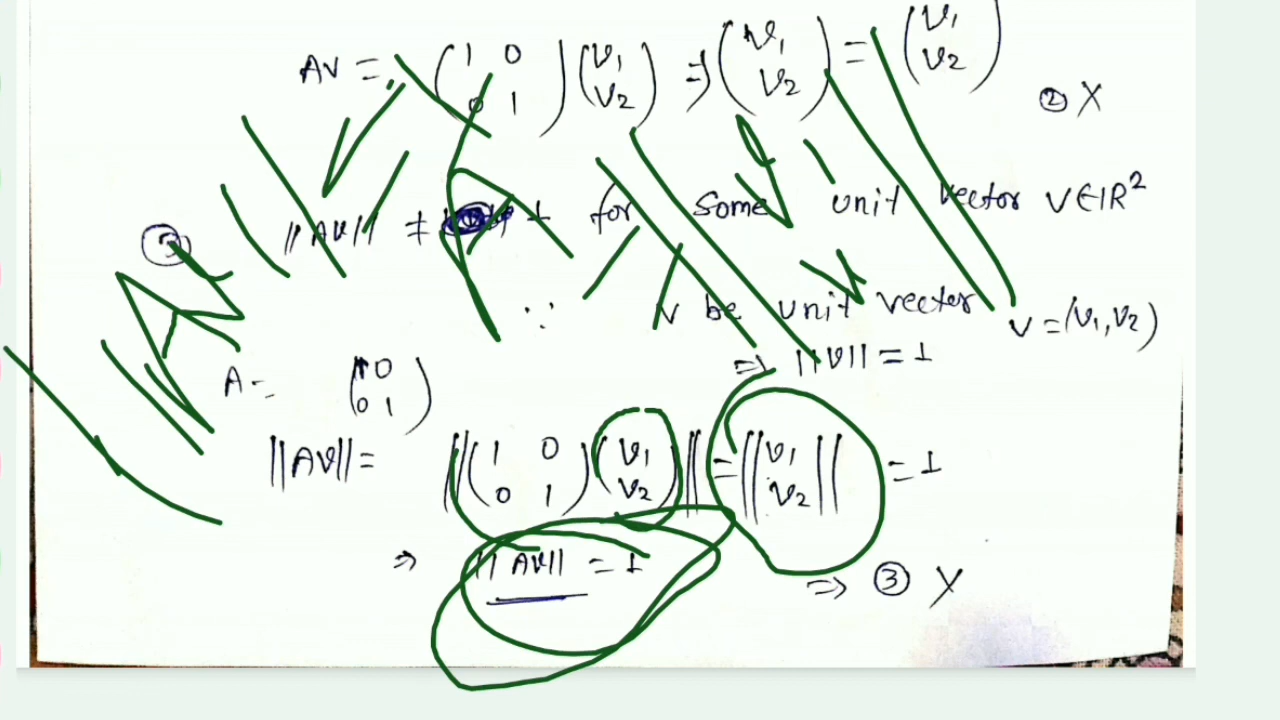 AV = (1 0 0 1)(v₁ v₂) ⇒ (v₁ v₂) = (v₁ v₂)
② X
③ ||AV|| ≠ 1 for some unit vector V∈IR²
∵ v be unit vector v = (v₁, v₂)
⇒ ||v|| = 1
A = (1 0 0 1)
||AV|| = ||(1 0 0 1)(v₁ v₂)|| = ||v₁ v₂|| = 1
⇒ ||AV|| = 1
⇒ ③ X